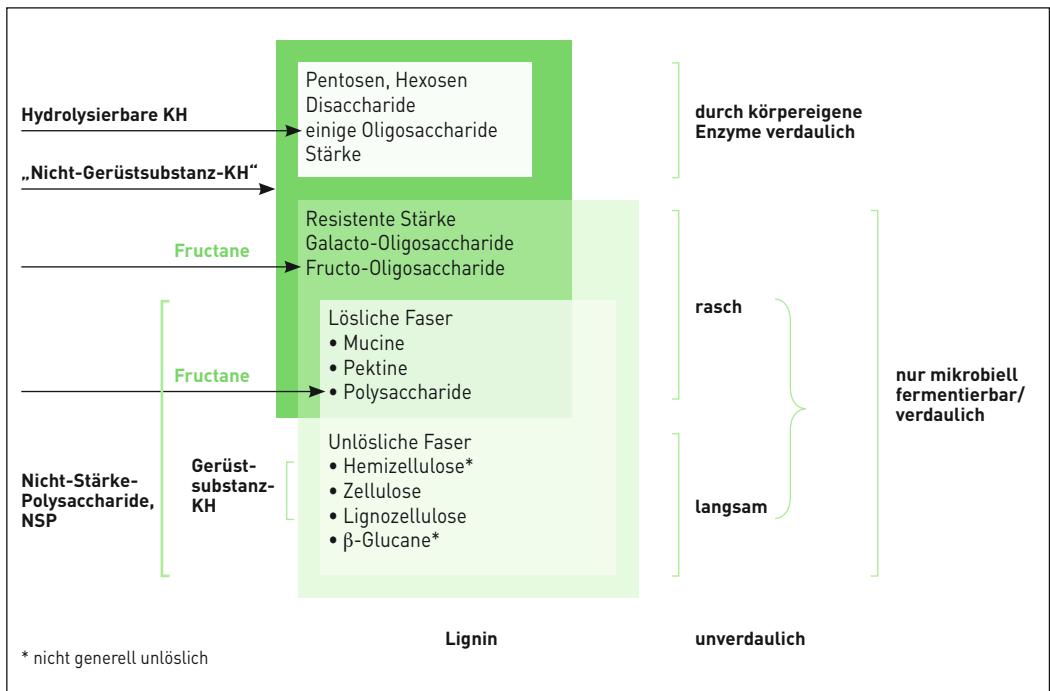 Hydrolysierbare KH
„Nicht-Gerüstsubstanz-KH“
Pentosen, Hexosen
Disaccharide
einige Oligosaccharide
Stärke
durch körpereigene
Enzyme verdaulich
Fructane
Resistente Stärke
Galacto-Oligosaccharide
Fructo-Oligosaccharide
rasch
Fructane
Lösliche Faser
• Mucine
• Pektine
• Polysaccharide
nur mikrobiell
fermentierbar/
verdaulich
Nicht-Stärke-
Polysaccharide,
NSP
Gerüst-
substanz-
KH
Unlösliche Faser
• Hemizellulose*
• Zellulose
• Lignozellulose
• β-Glucane*
langsam
Lignin
unverdaulich
* nicht generell unlöslich